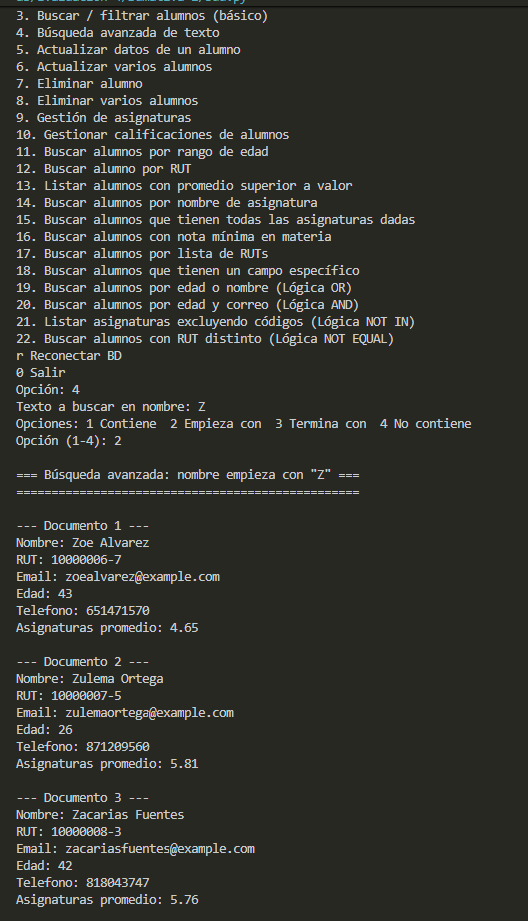 3. Buscar / filtrar alumnos (básico)
4. Búsqueda avanzada de texto
5. Actualizar datos de un alumno
6. Actualizar varios alumnos
7. Eliminar alumno
8. Eliminar varios alumnos
9. Gestión de asignaturas
10. Gestionar calificaciones de alumnos
11. Buscar alumnos por rango de edad
12. Buscar alumno por RUT
13. Listar alumnos con promedio superior a valor
14. Buscar alumnos por nombre de asignatura
15. Buscar alumnos que tienen todas las asignaturas dadas
16. Buscar alumnos con nota mínima en materia
17. Buscar alumnos por lista de RUTs
18. Buscar alumnos que tienen un campo específico
19. Buscar alumnos por edad o nombre (Lógica OR)
20. Buscar alumnos por edad y correo (Lógica AND)
21. Listar asignaturas excluyendo códigos (Lógica NOT IN)
22. Buscar alumnos con RUT distinto (Lógica NOT EQUAL)
r Reconectar BD
0 Salir
Opción: 4
Texto a buscar en nombre: Z
Opciones: 1 Contiene  2 Empieza con  3 Termina con  4 No contiene
Opción (1-4): 2
=== Búsqueda avanzada: nombre empieza con "Z" ===
=================================================
--- Documento 1 ---
Nombre: Zoe Alvarez
RUT: 10000006-7
Email: zoealvarez@example.com
Edad: 43
Telefono: 651471570
Asignaturas promedio: 4.65
--- Documento 2 ---
Nombre: Zulema Ortega
RUT: 10000007-5
Email: zulemaortega@example.com
Edad: 26
Telefono: 871209560
Asignaturas promedio: 5.81
--- Documento 3 ---
Nombre: Zacarias Fuentes
RUT: 10000008-3
Email: zacariasfuentes@example.com
Edad: 42
Telefono: 818043747
Asignaturas promedio: 5.76